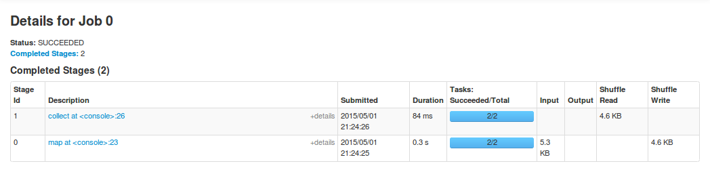 Details for Job 0
Status: SUCCEEDED
Completed Stages: 2
Completed Stages (2)
Stage Id Description Submitted Duration Tasks: Succeeded/Total Input Output Shuffle Read Shuffle Write
1 collect at <console>:26 +details 2015/05/01 21:24:26 84 ms 2/2 4.6 KB
0 map at <console>:23 +details 2015/05/01 21:24:25 0.3 s 2/2 5.3 KB 4.6 KB